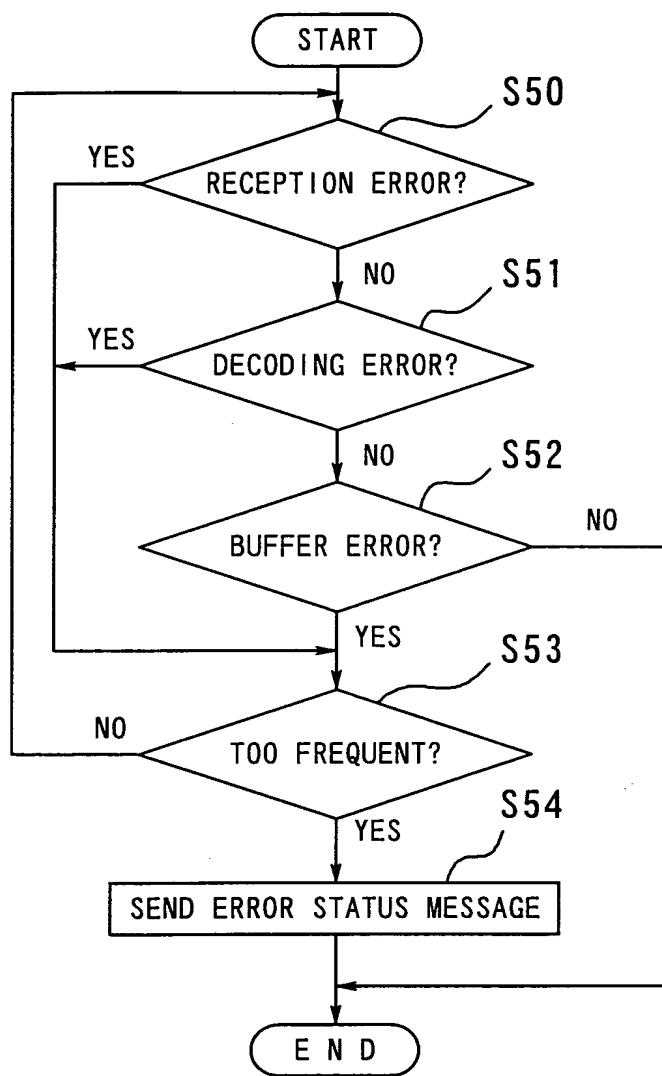 START
S50
YES
RECEPTION ERROR?
NO
S51
YES
DECODING ERROR?
NO
S52
NO
BUFFER ERROR?
YES
S53
NO
TOO FREQUENT?
YES
S54
SEND ERROR STATUS MESSAGE
END